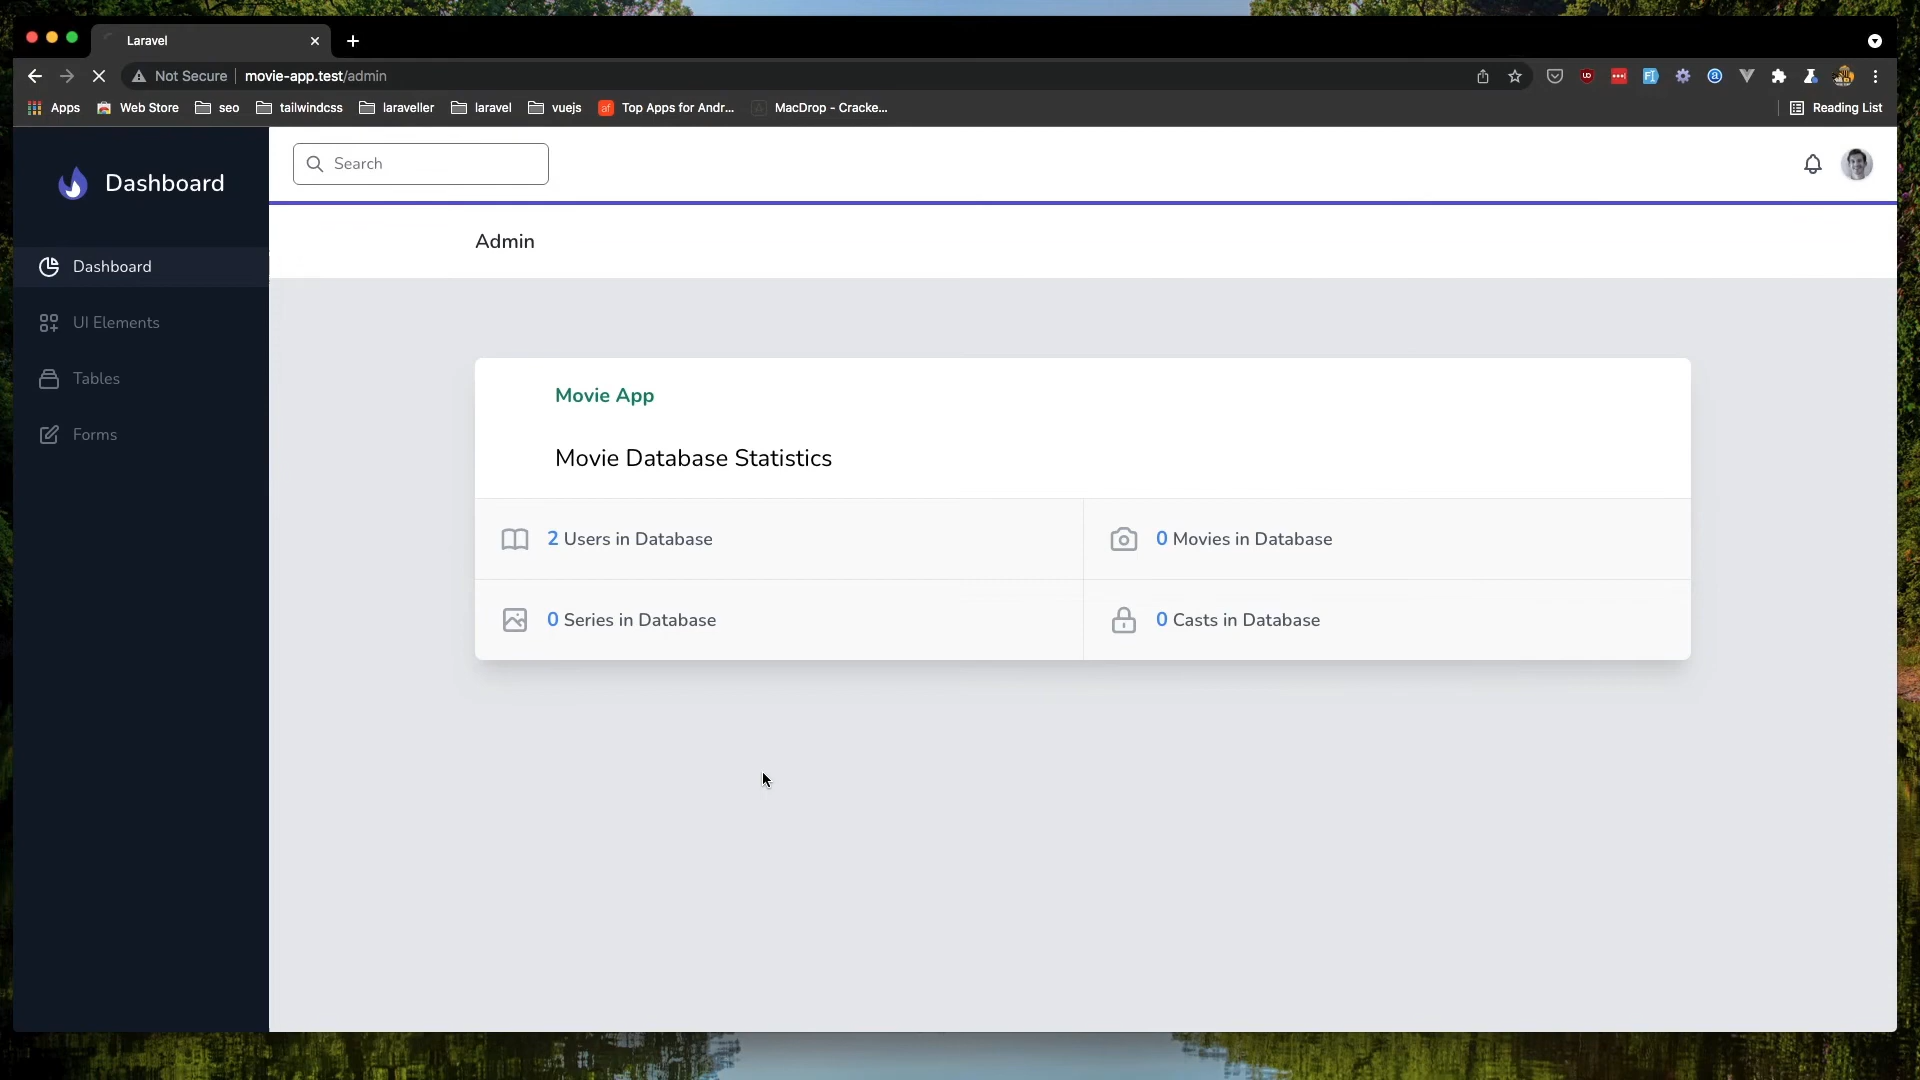 Laravel
Not Secure
movie-app.test/admin
Apps
Web Store
seo
tailwindcss
laraveller
laravel
vuejs
Top Apps for Andr...
MacDrop - Cracke...
Reading List
Dashboard
Search
Dashboard
UI Elements
Tables
Forms
Admin
Movie App
Movie Database Statistics
2 Users in Database
0 Movies in Database
0 Series in Database
0 Casts in Database